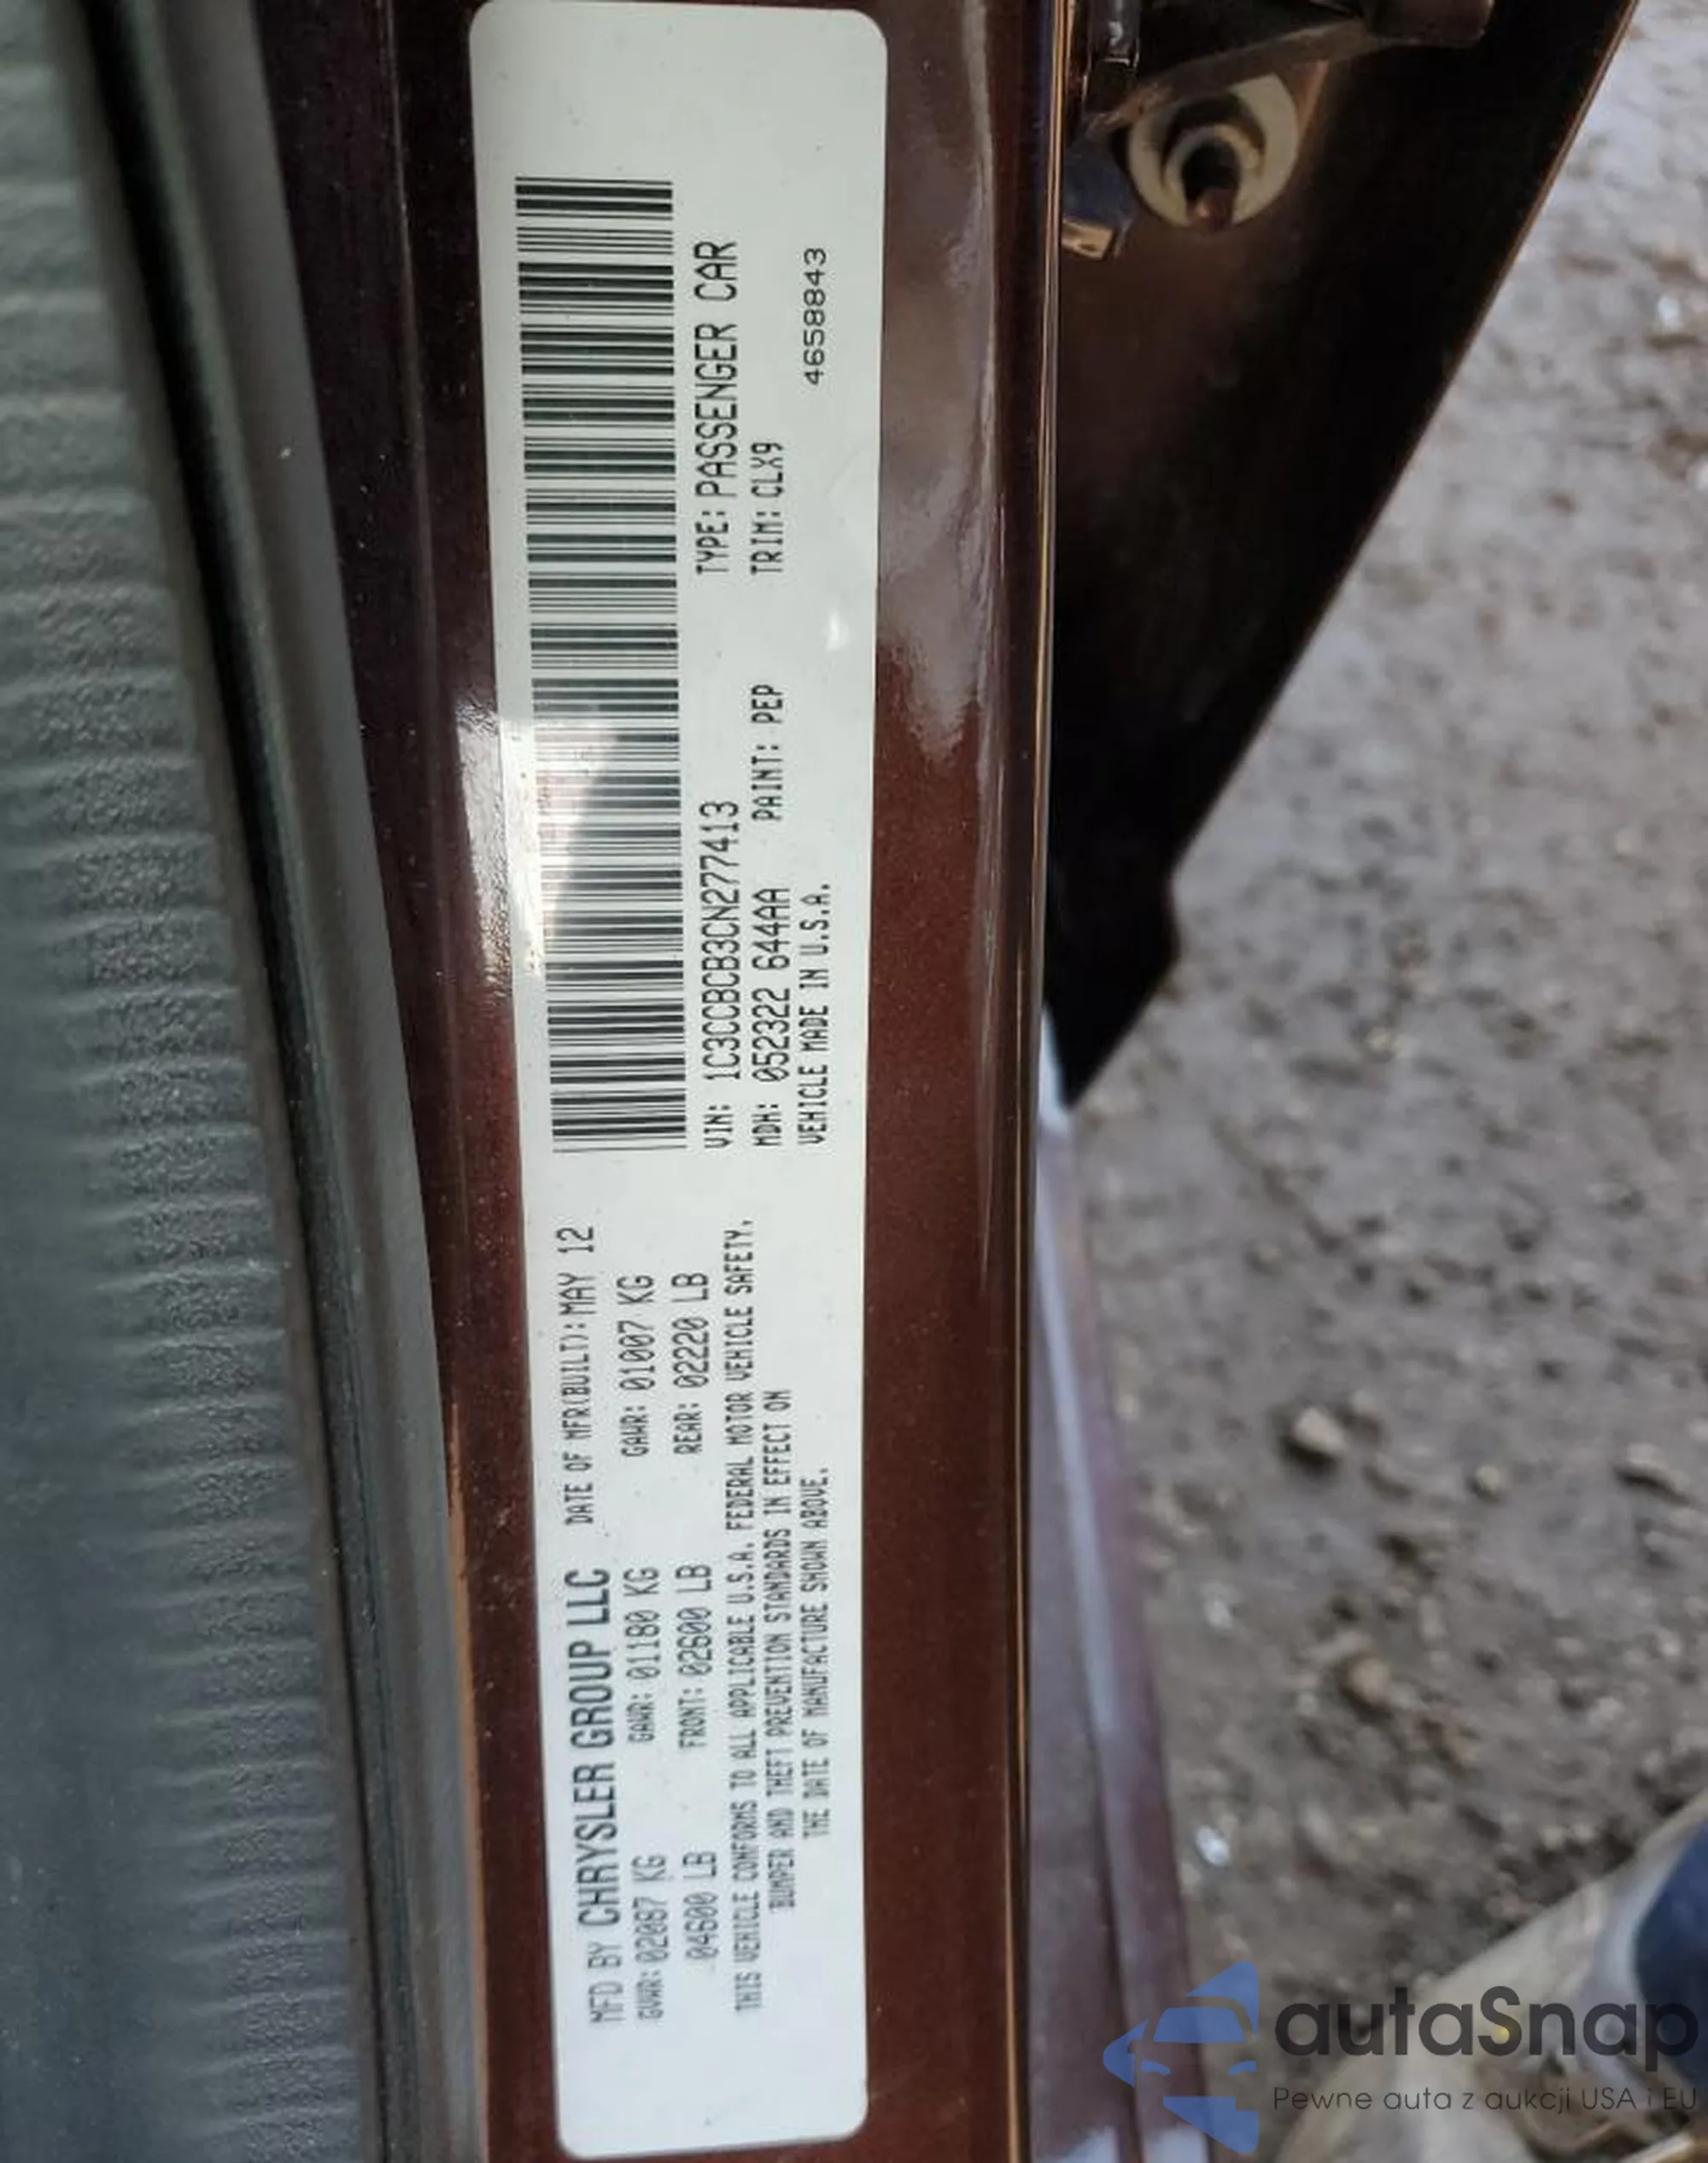 MFD BY CHRYSLER GROUP LLC DATE OF MFR(BUILT): MAY 12
GVWR: 02087 KG GAWR: 01180 KG GAWR: 01007 KG
04600 LB FRONT: 02600 LB REAR: 02220 LB
THIS VEHICLE CONFORMS TO ALL APPLICABLE U.S.A. FEDERAL MOTOR VEHICLE SAFETY,
BUMPER AND THEFT PREVENTION STANDARDS IN EFFECT ON
THE DATE OF MANUFACTURE SHOWN ABOVE.
VIN: 1C3CCBCB3CN277413 TYPE: PASSENGER CAR
MDH: 052322 644AA PAINT: PEP TRIM: CLX9
VEHICLE MADE IN U.S.A. 4658843
autaSnap
Pewne auta z aukcji USA i EU